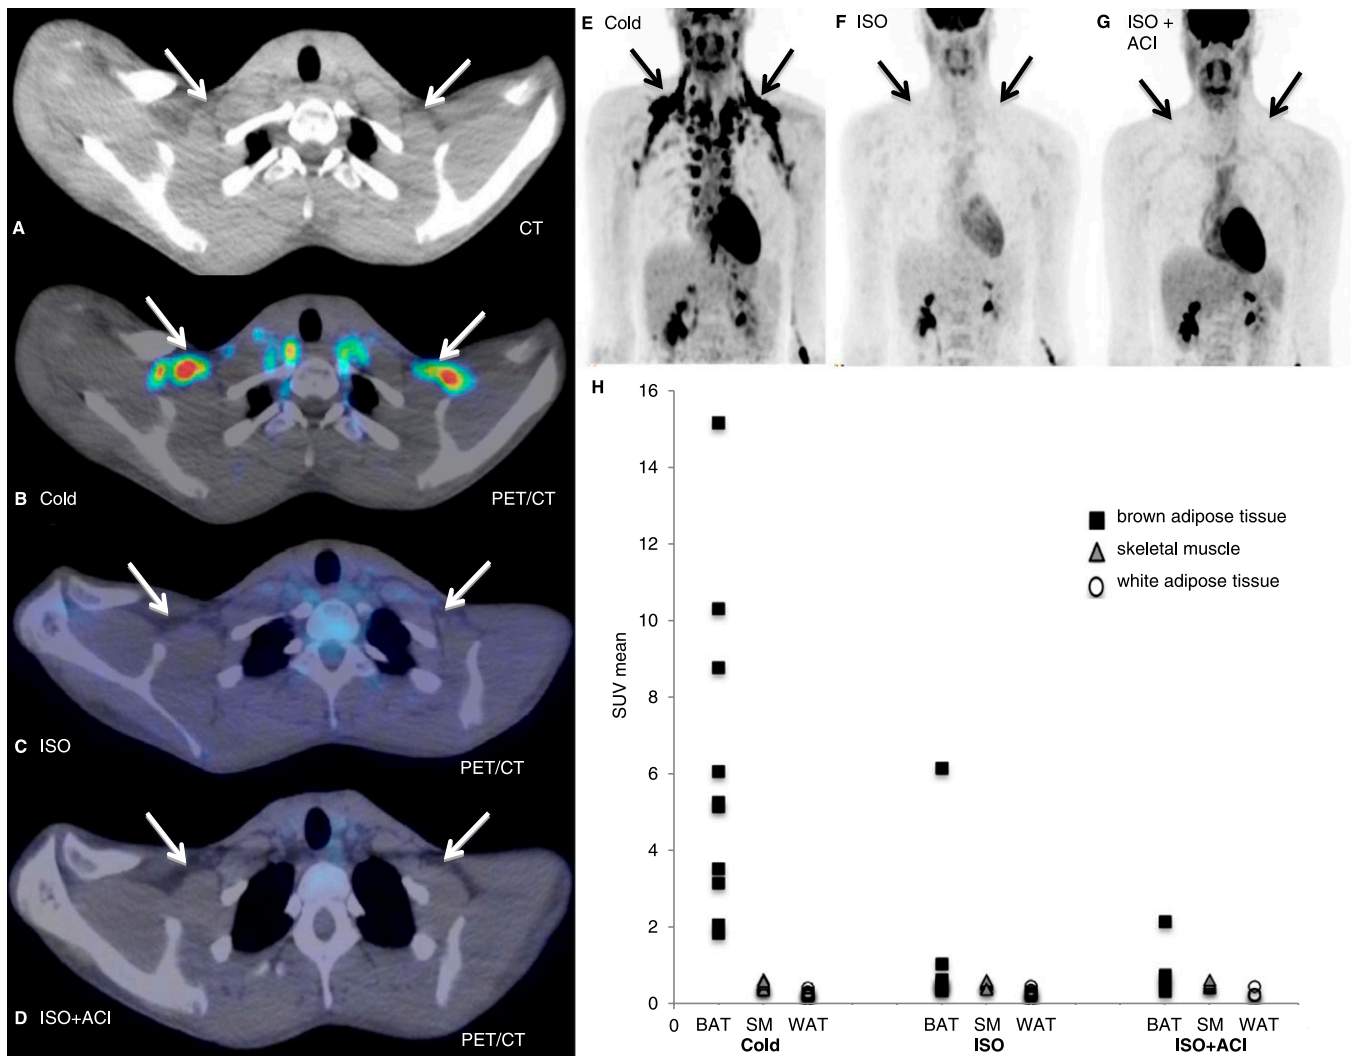 A
CT
B Cold
PET/CT
C ISO
PET/CT
D ISO+ACI
PET/CT
E Cold
F ISO
G ISO +
ACI
H
16
14
12
10
8
6
4
2
0
SUV mean
brown adipose tissue
skeletal muscle
white adipose tissue
0 BAT SM WAT BAT SM WAT BAT SM WAT
Cold ISO ISO+ACI